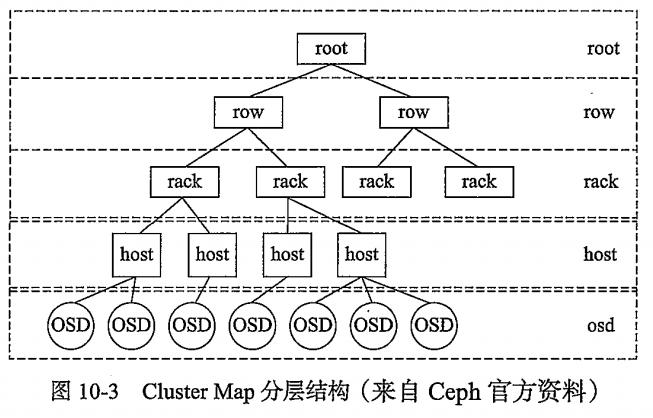 root root
row row row
rack rack rack rack rack
host host host host host
OSD OSD OSD OSD OSD OSD OSD osd
图 10-3 Cluster Map 分层结构（来自 Ceph 官方资料）